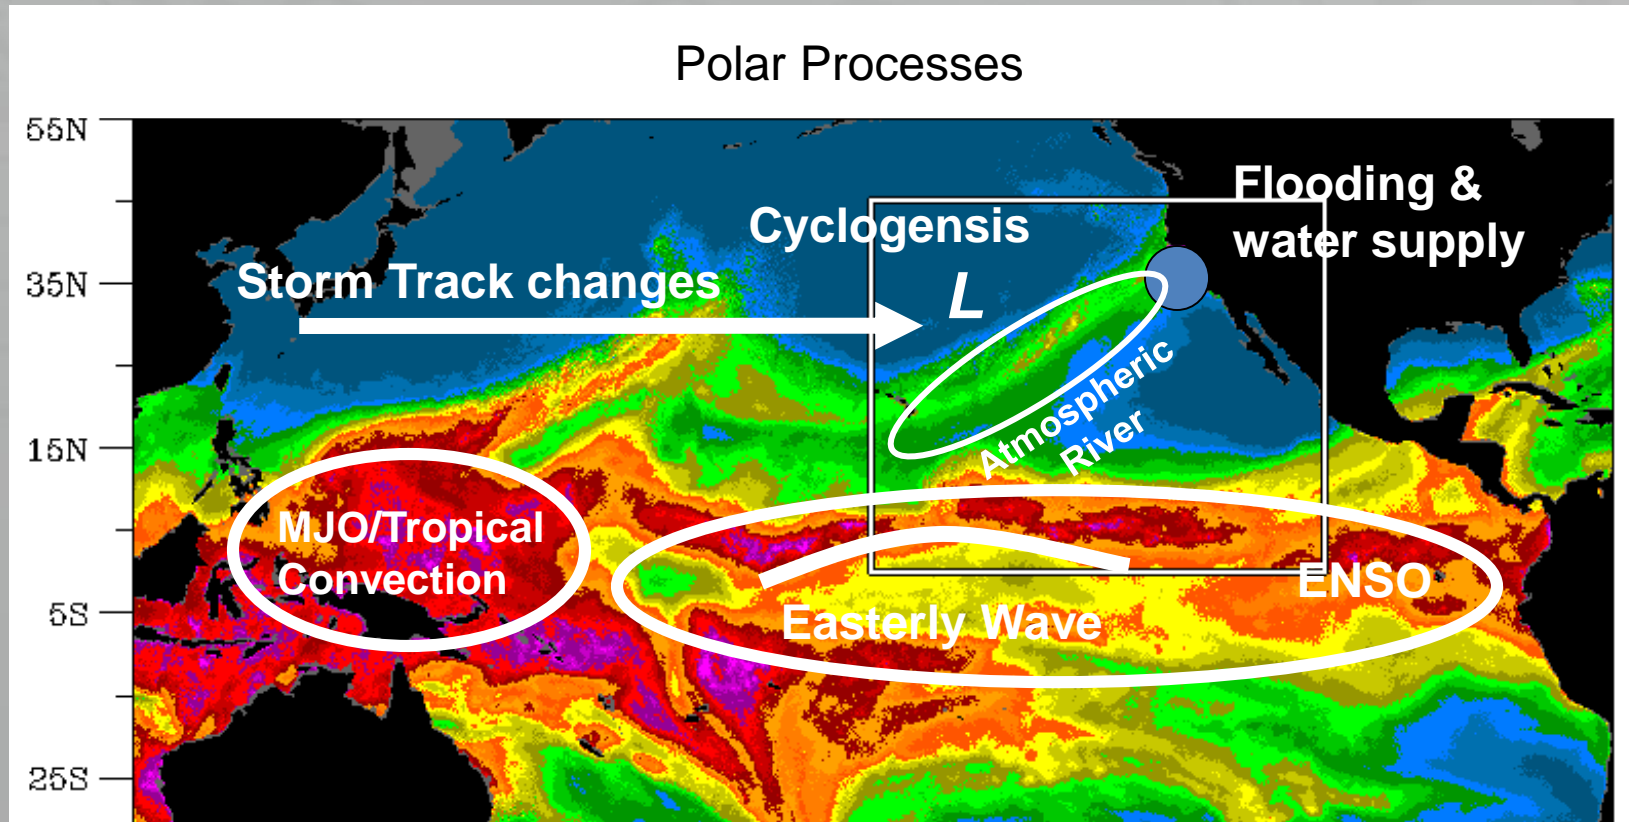 Polar Processes
55N
Flooding &
water supply
Cyclogensis
Storm Track changes
35N
L
Atmospheric
River
15N
MJO/Tropical
Convection
ENSO
5S
Easterly Wave
25S